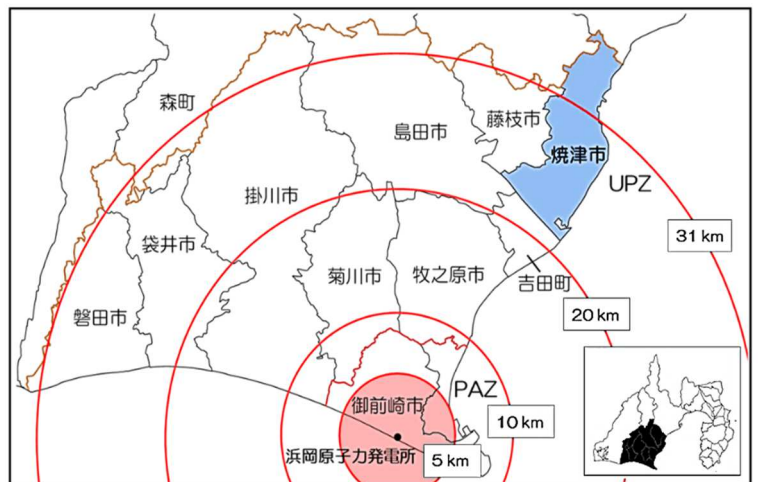 森町
藤枝市
島田市
焼津市
UPZ
掛川市
31 km
袋井市
菊川市
牧之原市
吉田町
磐田市
20 km
PAZ
御前崎市
10 km
浜岡原子力発電所
5 km